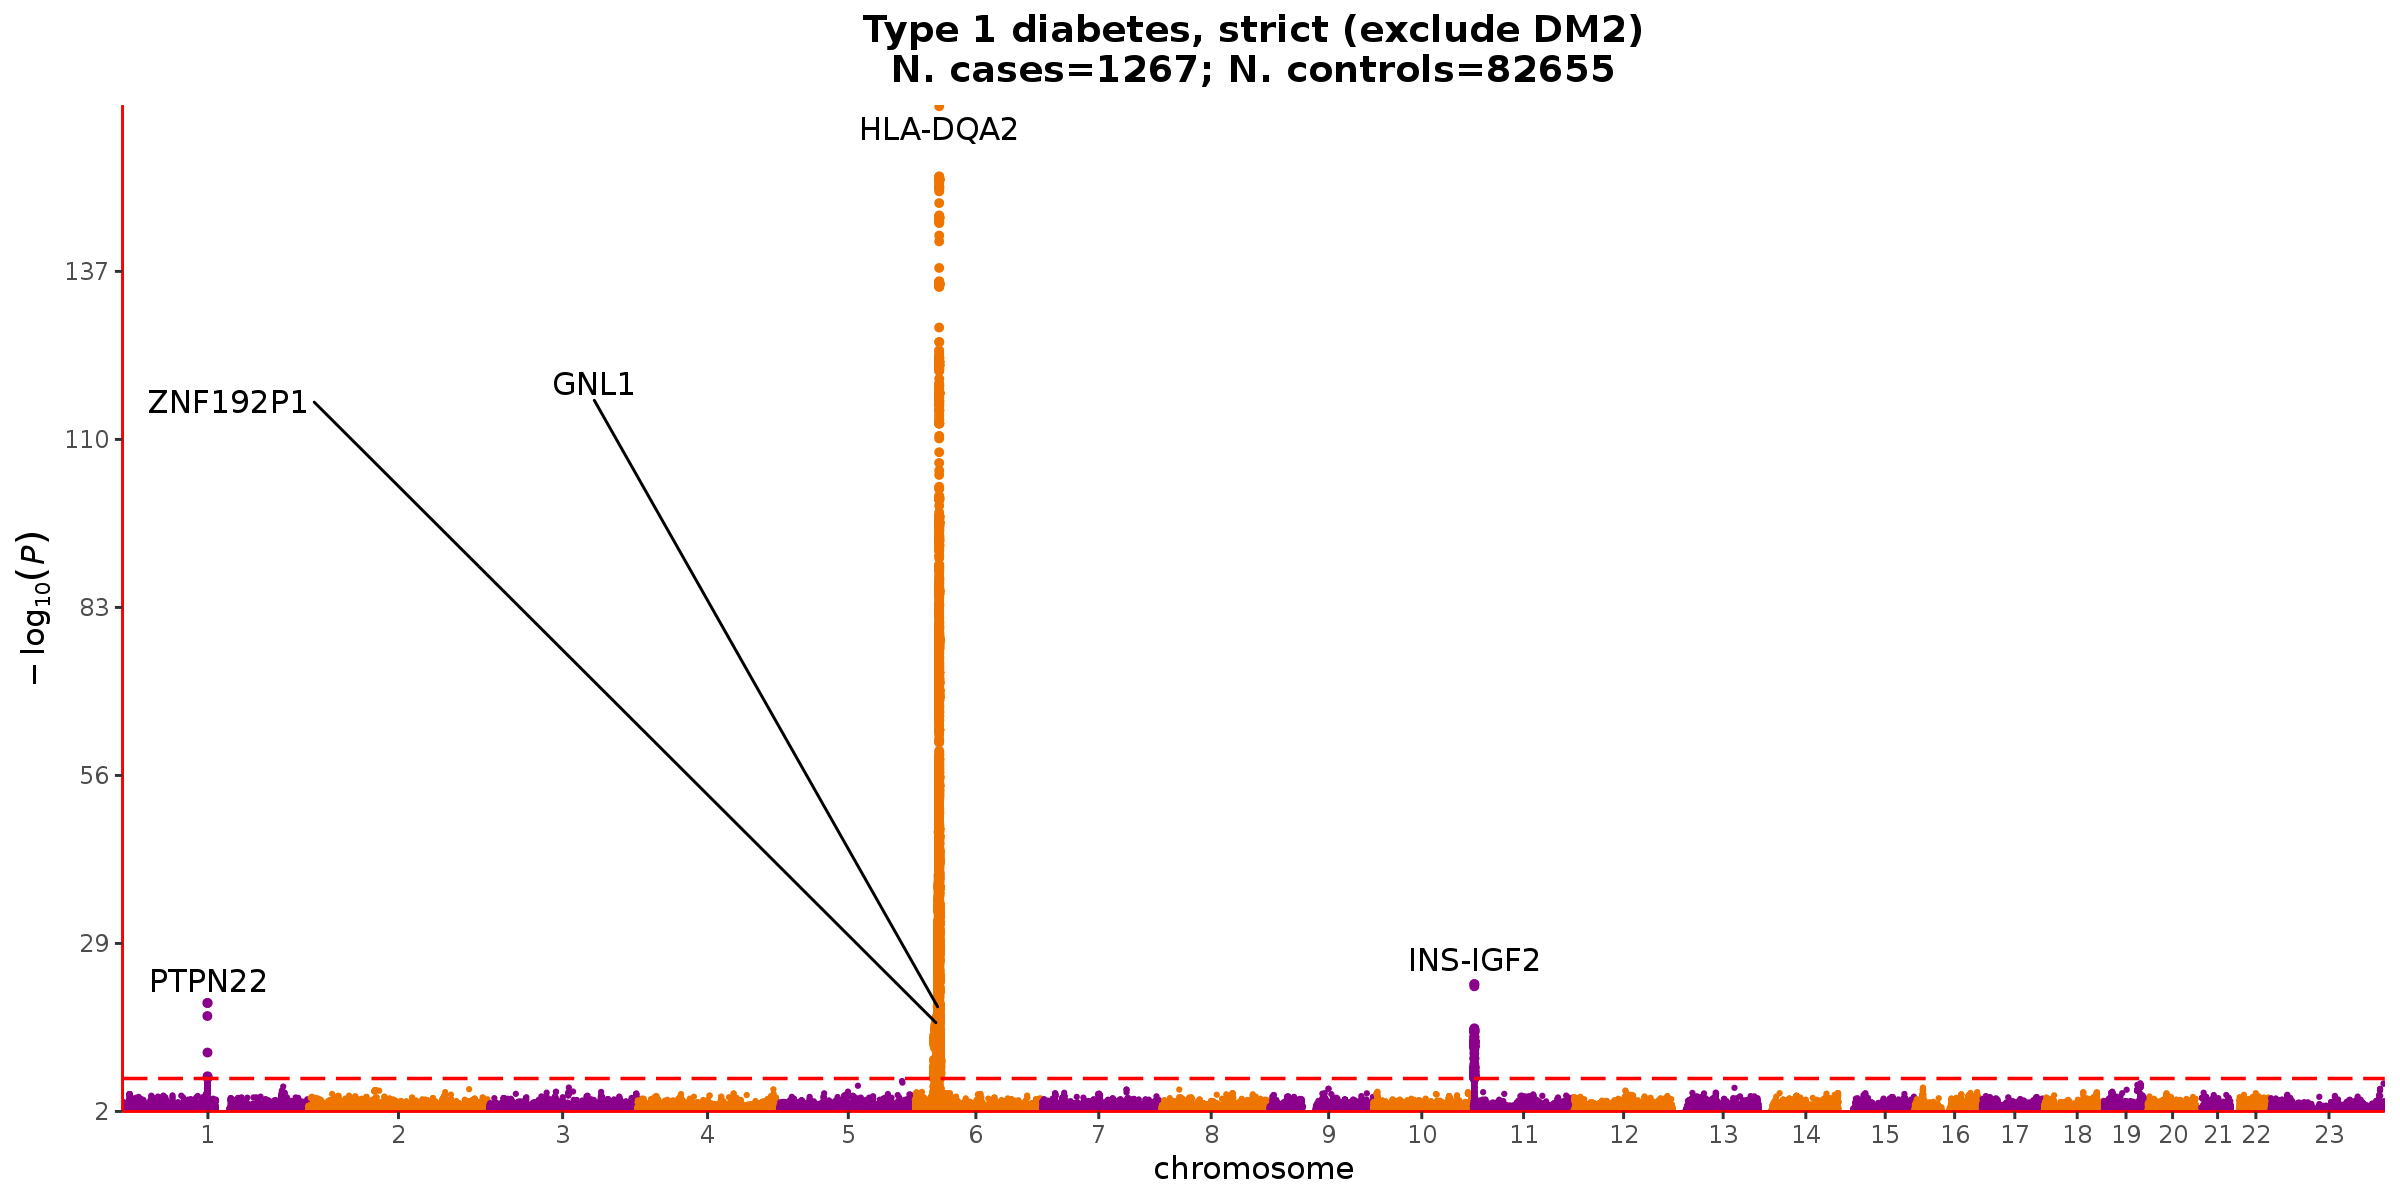 Type 1 diabetes, strict (exclude DM2)
N. cases=1267; N. controls=82655
HLA-DQA2
137
GNL1
ZNF192P1
110
−log₁₀(P)
83
56
29
INS-IGF2
PTPN22
2
1 2 3 4 5 6 7 8 9 10 11 12 13 14 15 16 17 18 19 20 21 22 23
chromosome